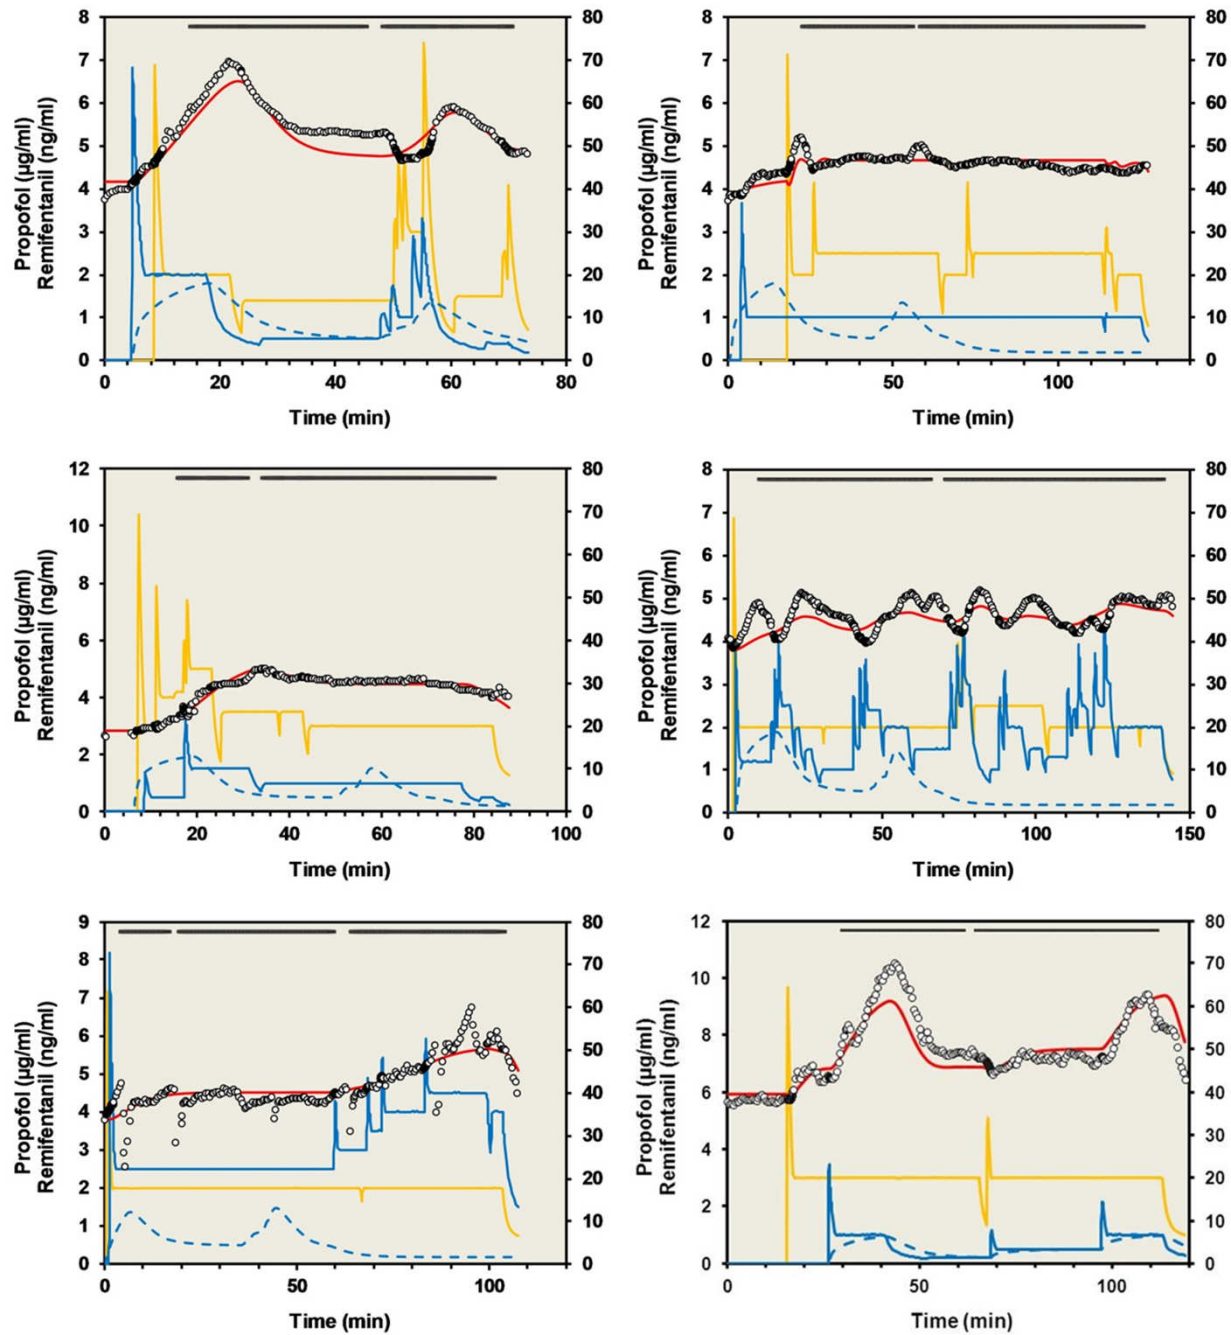 8 80 8 80
7 70 7 70
6 60 6 60
5 50 5 50
4 40 4 40
3 30 3 30
2 20 2 20
1 10 1 10
0 0 0 0
0 20 40 60 80 0 50 100
Propofol (µg/ml)
Remifentanil (ng/ml)
Propofol (µg/ml)
Remifentanil (ng/ml)
Time (min) Time (min)
12 80 8 80
70 7 70
10
60 6 60
8
50 5 50
6 40 4 40
30 3 30
4
20 2 20
2
10 1 10
0 0 0 0
0 20 40 60 80 100 0 50 100 150
Propofol (µg/ml)
Remifentanil (ng/ml)
Propofol (µg/ml)
Remifentanil (ng/ml)
Time (min) Time (min)
9 80 12 80
8 70 70
7 10
60 60
6 8
50 50
5
40 6 40
4
3 30 30
4
2 20 20
2
1 10 10
0 0 0 0
0 50 100 0 50 100
Propofol (µg/ml)
Remifentanil (ng/ml)
Propofol (µg/ml)
Remifentanil (ng/ml)
Time (min) Time (min)